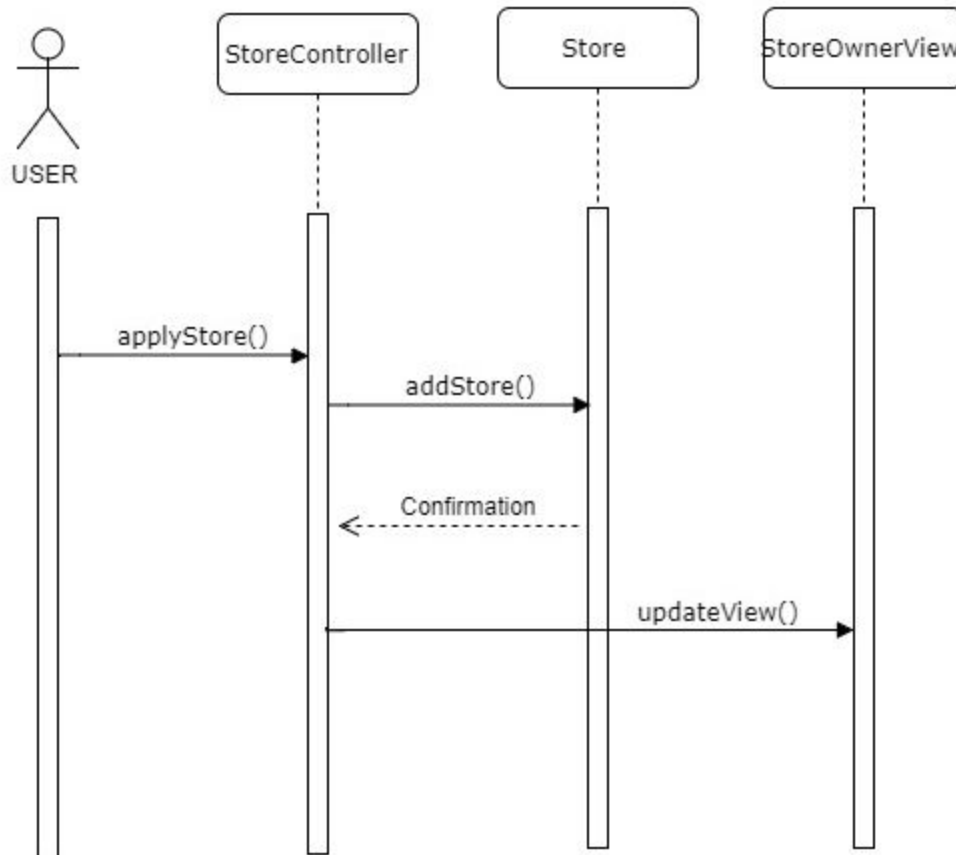 StoreController
Store
StoreOwnerView
USER
applyStore()
addStore()
Confirmation
updateView()